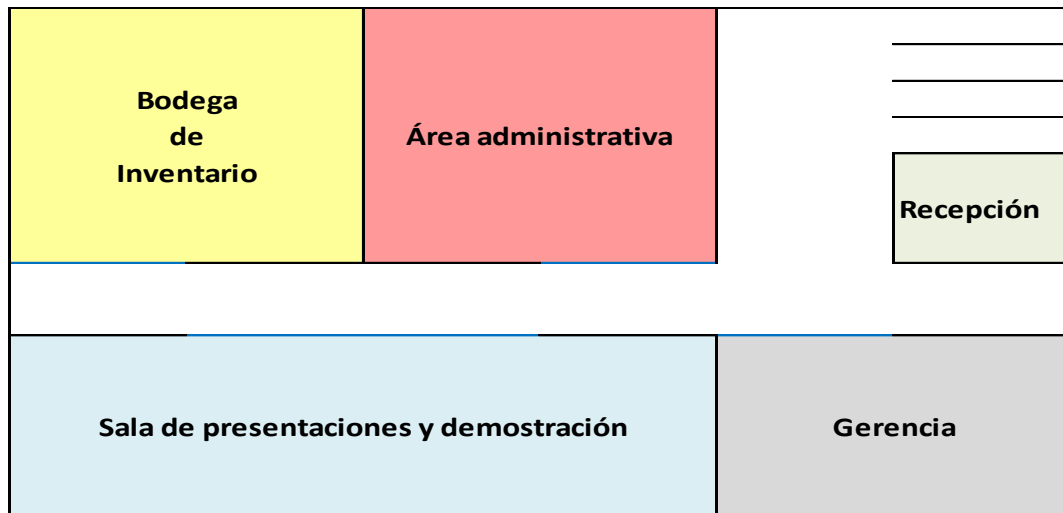 Bodega
de
Inventario
Área administrativa
Recepción
Sala de presentaciones y demostración
Gerencia